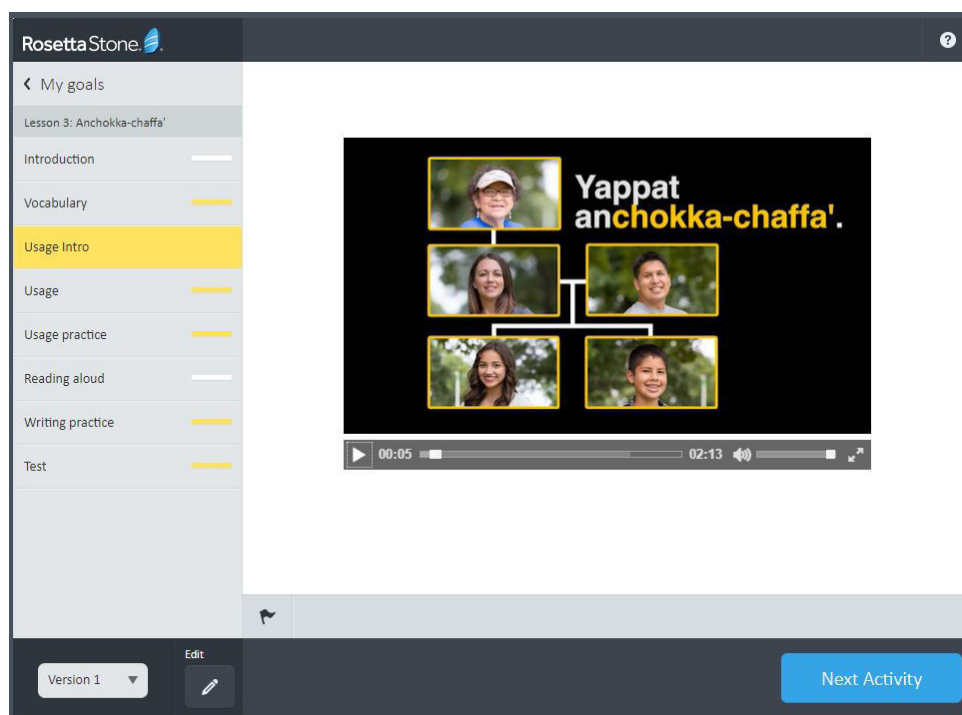 Rosetta Stone.
?
My goals
Lesson 3: Anchokka-chaffa'
Introduction
Vocabulary
Usage Intro
Usage
Usage practice
Reading aloud
Writing practice
Test
Yappat
anchokka-chaffa'.
00:05
02:13
Version 1
Edit
Next Activity